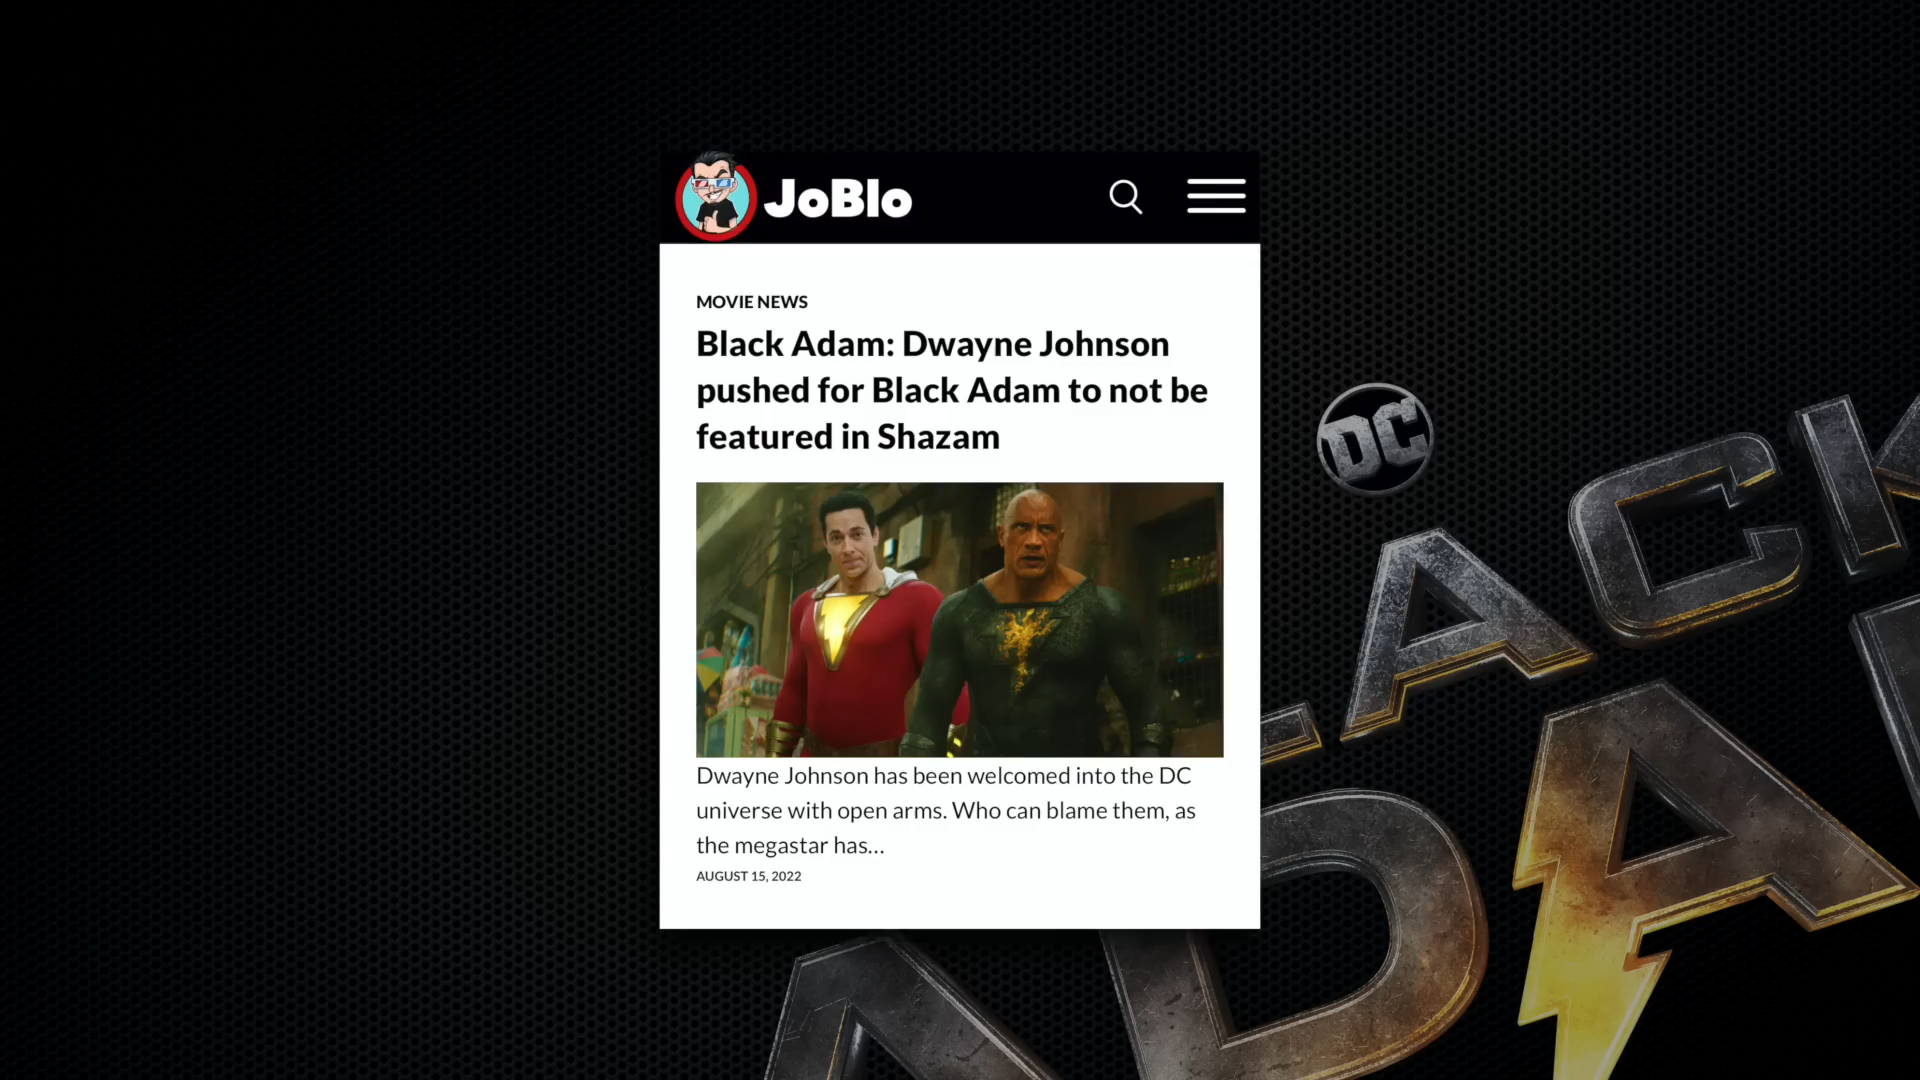 JoBlo
MOVIE NEWS
Black Adam: Dwayne Johnson
pushed for Black Adam to not be
featured in Shazam
Dwayne Johnson has been welcomed into the DC
universe with open arms. Who can blame them, as
the megastar has...
AUGUST 15, 2022
DC
LACK
ADA